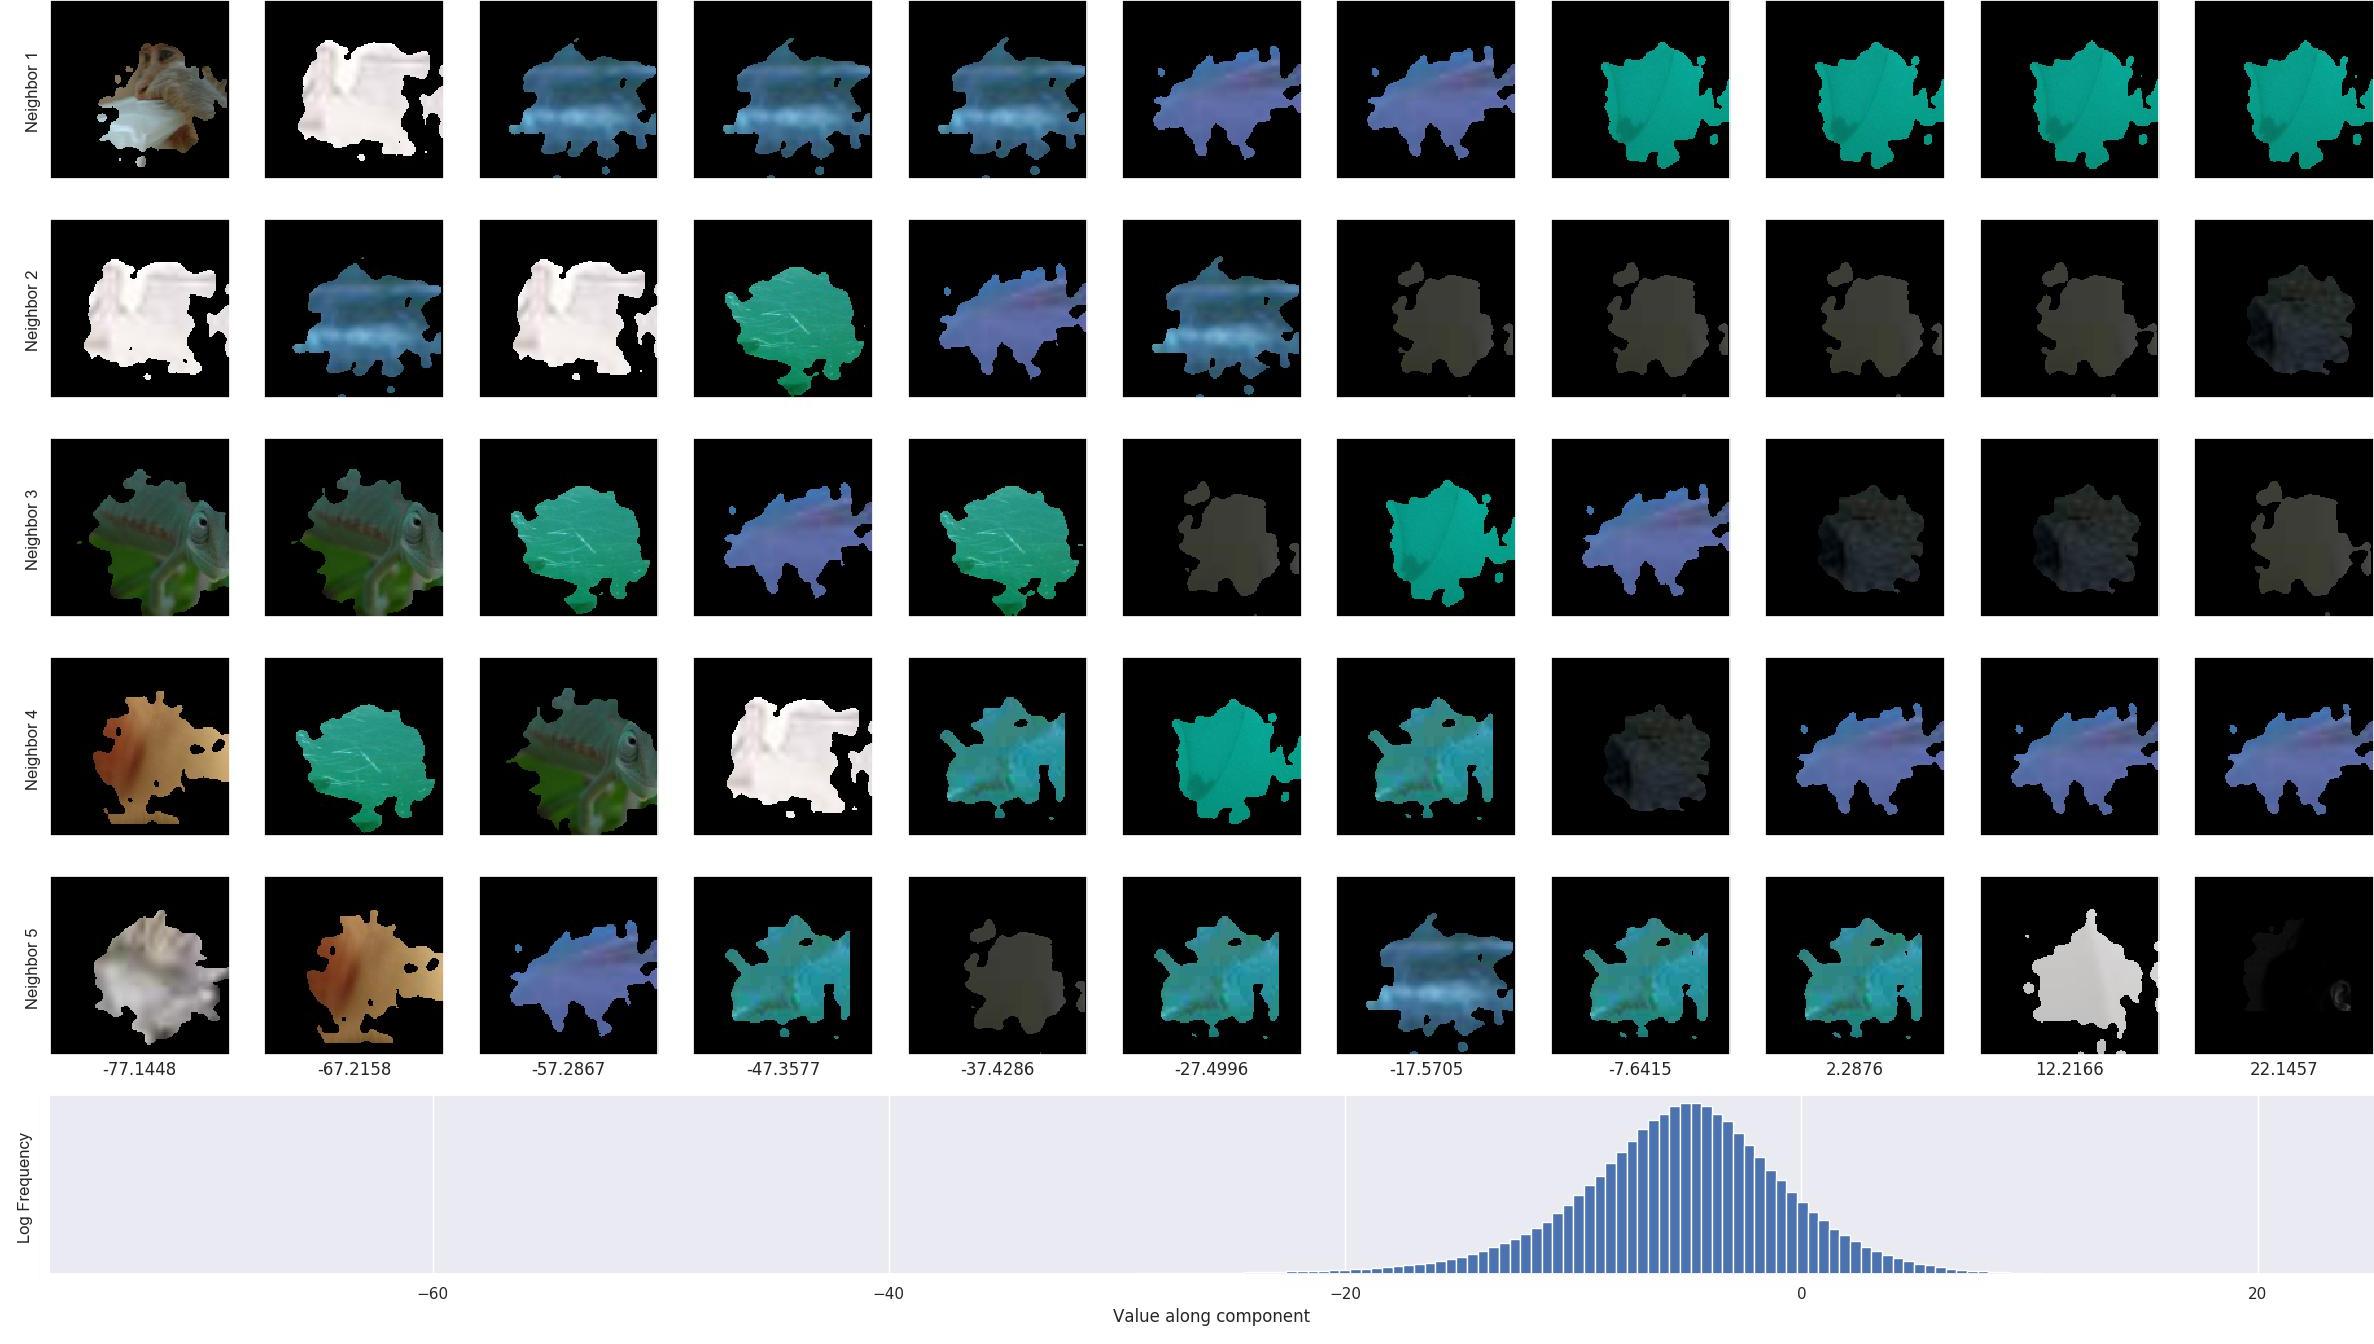 Neighbor 1
Neighbor 2
Neighbor 3
Neighbor 4
Neighbor 5
-77.1448 -67.2158 -57.2867 -47.3577 -37.4286 -27.4996 -17.5705 -7.6415 2.2876 12.2166 22.1457
Log Frequency
−60 −40 −20 0 20
Value along component